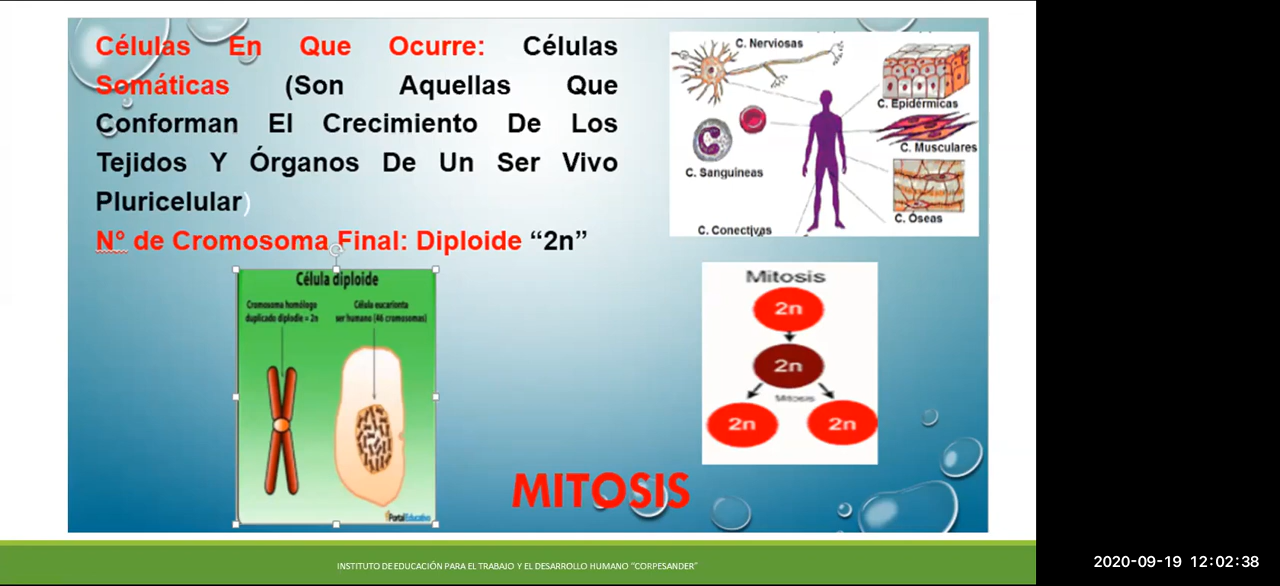 Células En Que Ocurre: Células
Somáticas (Son Aquellas Que
Conforman El Crecimiento De Los
Tejidos Y Órganos De Un Ser Vivo
Pluricelular)
Nº de Cromosoma Final: Diploide “2n”
C. Nerviosas
C. Epidérmicas
C. Musculares
C. Sanguineas
C. Óseas
C. Conectivas
Célula diploide
Cromosoma homólogo
duplicado diplodie = 2n
Célula eucarionta
ser humano (46 cromosomas)
PortalEducativo
Mitosis
2n
2n
Mitosis
2n
2n
MITOSIS
INSTITUTO DE EDUCACIÓN PARA EL TRABAJO Y EL DESARROLLO HUMANO “CORPESANDER”
2020-09-19 12:02:38